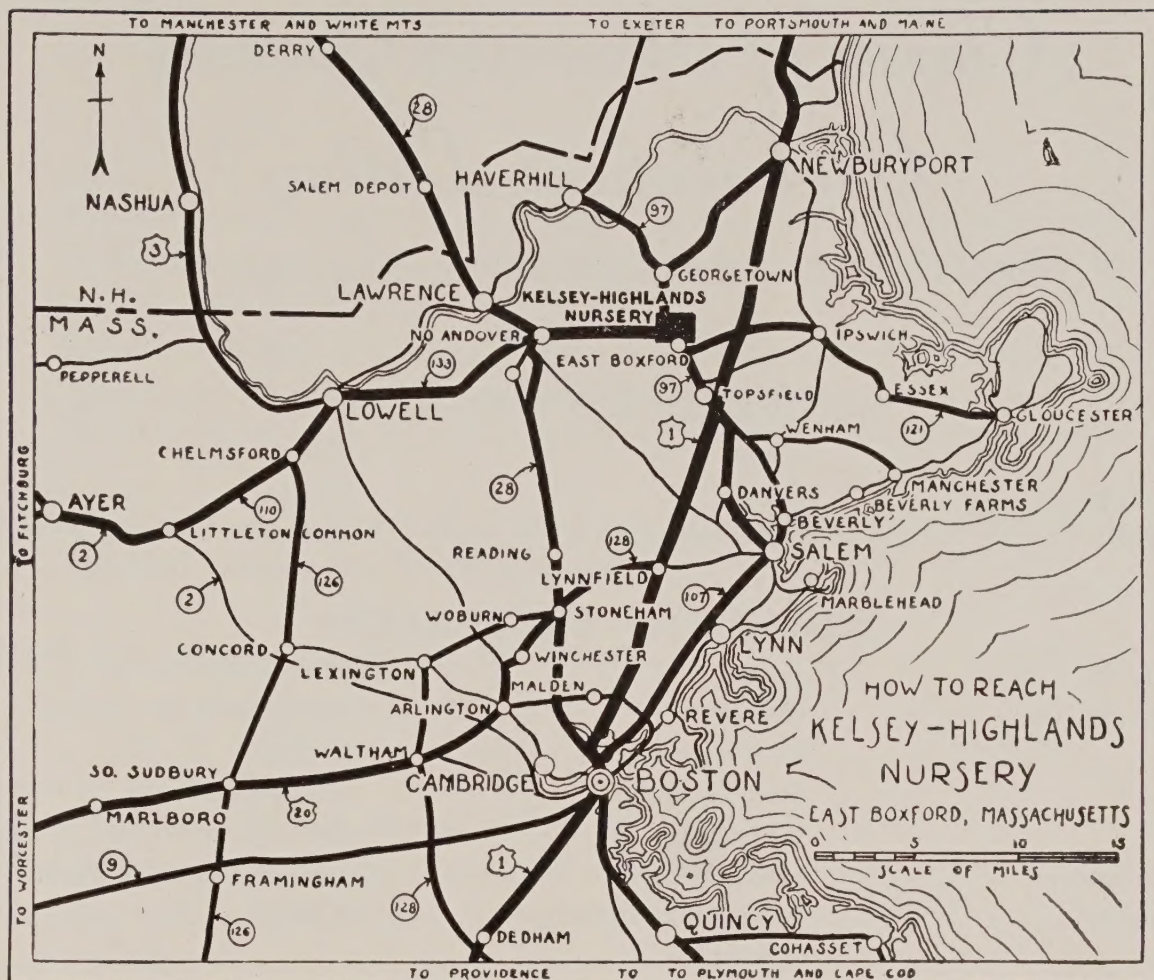 TO MANCHESTER AND WHITE MTS
TO EXETER
TO PORTSMOUTH AND MAINE
N
DERRY
28
SALEM DEPOT
HAVERHILL
NEWBURYPORT
NASHUA
97
3
GEORGETOWN
LAWRENCE
KELSEY-HIGHLANDS
NURSERY
N.H.
MASS.
NO ANDOVER
IPSWICH
EAST BOXFORD
PEPPERELL
133
97
LOWELL
TOPSFIELD
ESSEX
GLOUCESTER
121
1
WENHAM
CHELMSFORD
TO FITCHBURG
MANCHESTER
AYER
28
DANVERS
BEVERLY FARMS
110
BEVERLY
2
LITTLETON COMMON
READING
128
SALEM
LYNNFIELD
126
2
107
MARBLEHEAD
WOBURN
STONEHAM
CONCORD
LYNN
WINCHESTER
LEXINGTON
MALDEN
HOW TO REACH
ARLINGTON
REVERE
KELSEY-HIGHLANDS
WALTHAM
NURSERY
SO. SUDBURY
CAMBRIDGE
BOSTON
EAST BOXFORD, MASSACHUSETTS
MARLBORO
20
0 5 10 15
SCALE OF MILES
9
1
TO WORCESTER
FRAMINGHAM
128
126
DEDHAM
QUINCY
COHASSET
TO PROVIDENCE
TO
TO PLYMOUTH AND CAPE COD